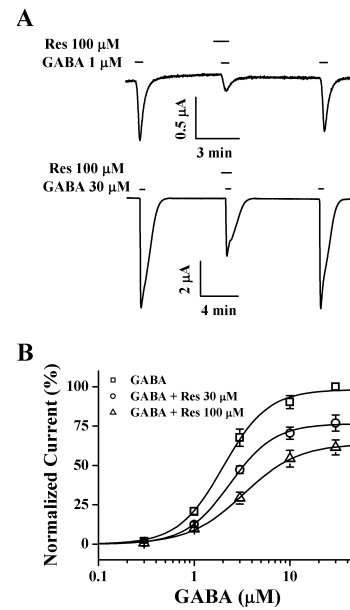 A
Res 100 μM
GABA 1 μM
0.5 μA
3 min
Res 100 μM
GABA 30 μM
2 μA
4 min
B
GABA
GABA + Res 30 μM
GABA + Res 100 μM
Normalized Current (%)
100
75
50
25
0
0.1
1
10
GABA (μM)